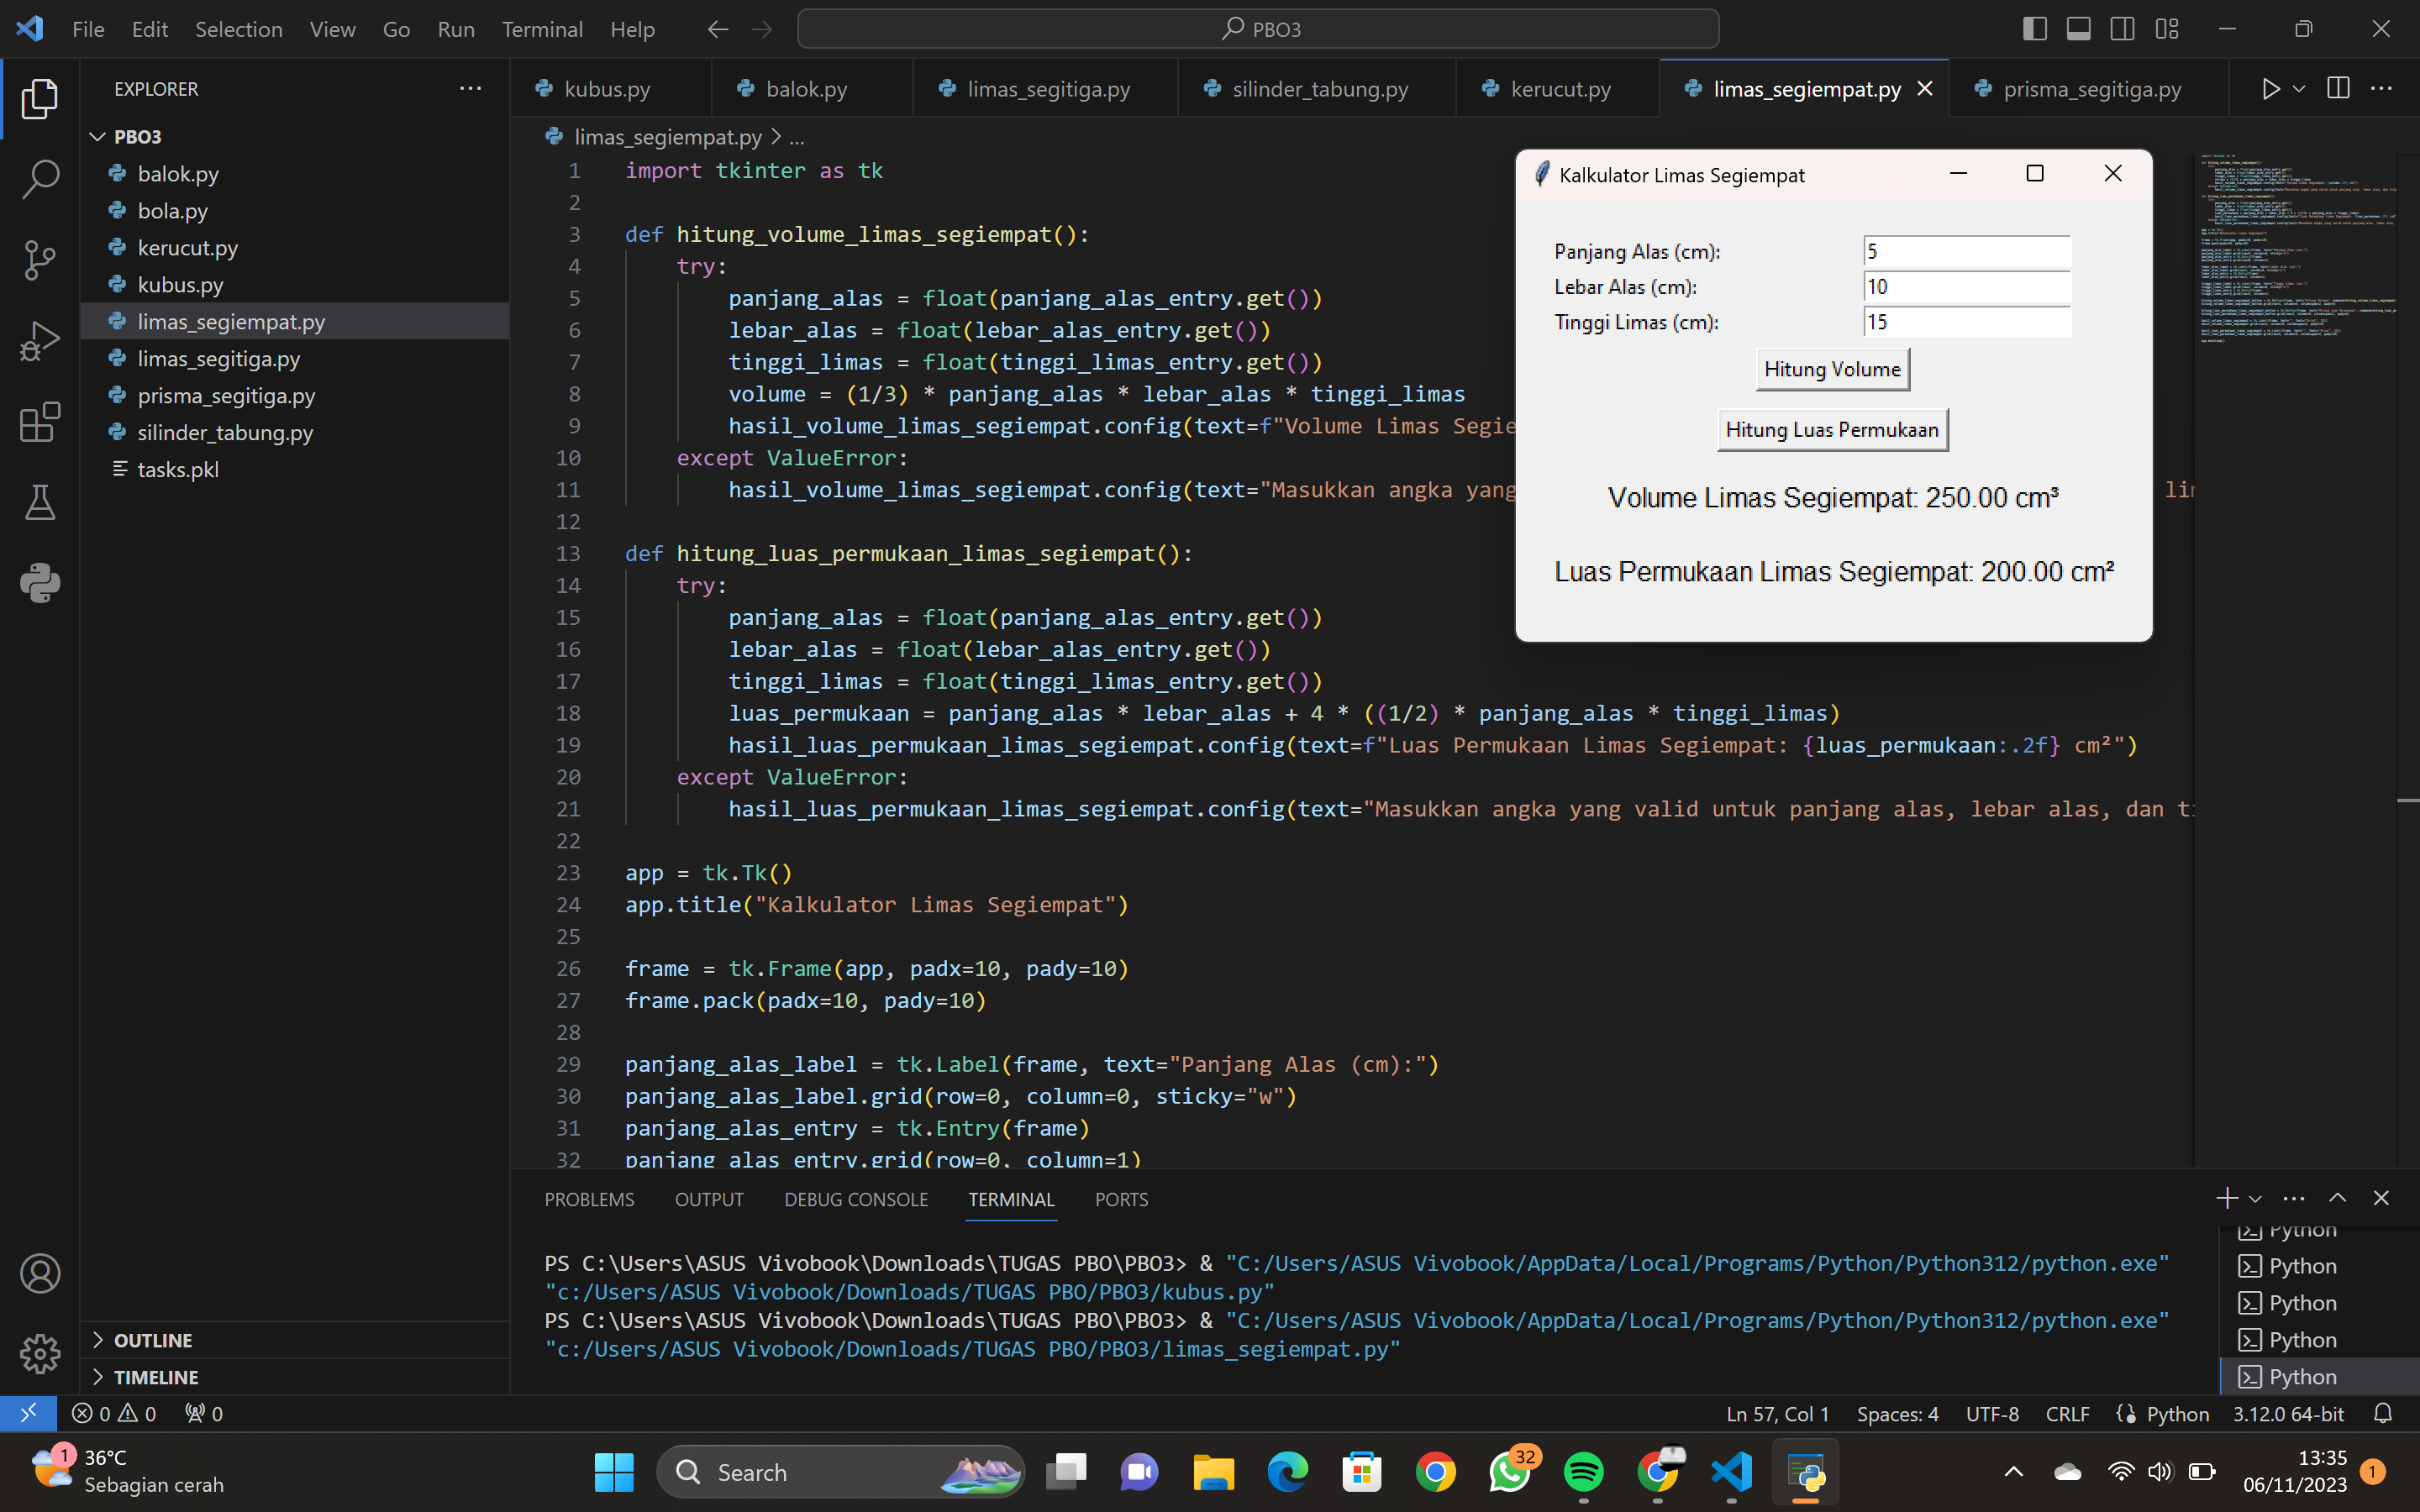 File Edit Selection View Go Run Terminal Help
PBO3
EXPLORER
PBO3
balok.py
bola.py
kerucut.py
kubus.py
limas_segiempat.py
limas_segitiga.py
prisma_segitiga.py
silinder_tabung.py
tasks.pkl
OUTLINE
TIMELINE
kubus.py balok.py limas_segitiga.py silinder_tabung.py kerucut.py limas_segiempat.py prisma_segitiga.py
limas_segiempat.py > ...
1 import tkinter as tk
2
3 def hitung_volume_limas_segiempat():
4 try:
5 panjang_alas = float(panjang_alas_entry.get())
6 lebar_alas = float(lebar_alas_entry.get())
7 tinggi_limas = float(tinggi_limas_entry.get())
8 volume = (1/3) * panjang_alas * lebar_alas * tinggi_limas
9 hasil_volume_limas_segiempat.config(text=f"Volume Limas Segie
10 except ValueError:
11 hasil_volume_limas_segiempat.config(text="Masukkan angka yang
12
13 def hitung_luas_permukaan_limas_segiempat():
14 try:
15 panjang_alas = float(panjang_alas_entry.get())
16 lebar_alas = float(lebar_alas_entry.get())
17 tinggi_limas = float(tinggi_limas_entry.get())
18 luas_permukaan = panjang_alas * lebar_alas + 4 * ((1/2) * panjang_alas * tinggi_limas)
19 hasil_luas_permukaan_limas_segiempat.config(text=f"Luas Permukaan Limas Segiempat: {luas_permukaan:.2f} cm²")
20 except ValueError:
21 hasil_luas_permukaan_limas_segiempat.config(text="Masukkan angka yang valid untuk panjang alas, lebar alas, dan ti
22
23 app = tk.Tk()
24 app.title("Kalkulator Limas Segiempat")
25
26 frame = tk.Frame(app, padx=10, pady=10)
27 frame.pack(padx=10, pady=10)
28
29 panjang_alas_label = tk.Label(frame, text="Panjang Alas (cm):")
30 panjang_alas_label.grid(row=0, column=0, sticky="w")
31 panjang_alas_entry = tk.Entry(frame)
32 panjang_alas_entry.grid(row=0, column=1)
Kalkulator Limas Segiempat
Panjang Alas (cm): 5
Lebar Alas (cm): 10
Tinggi Limas (cm): 15
Hitung Volume
Hitung Luas Permukaan
Volume Limas Segiempat: 250.00 cm³
Luas Permukaan Limas Segiempat: 200.00 cm²
PROBLEMS OUTPUT DEBUG CONSOLE TERMINAL PORTS
PS C:\Users\ASUS Vivobook\Downloads\TUGAS PBO\PBO3> & "C:/Users/ASUS Vivobook/AppData/Local/Programs/Python/Python312/python.exe"
"c:/Users/ASUS Vivobook/Downloads/TUGAS PBO/PBO3/kubus.py"
PS C:\Users\ASUS Vivobook\Downloads\TUGAS PBO\PBO3> & "C:/Users/ASUS Vivobook/AppData/Local/Programs/Python/Python312/python.exe"
"c:/Users/ASUS Vivobook/Downloads/TUGAS PBO/PBO3/limas_segiempat.py"
Python
Python
Python
Python
Python
0 0 0
Ln 57, Col 1 Spaces: 4 UTF-8 CRLF Python 3.12.0 64-bit
1
36°C
Sebagian cerah
Search
32
13:35
06/11/2023
1